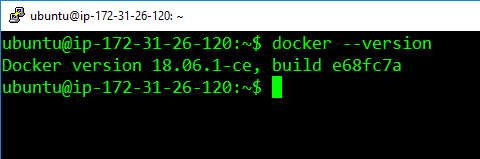 ubuntu@ip-172-31-26-120: ~
ubuntu@ip-172-31-26-120:~$ docker --version
Docker version 18.06.1-ce, build e68fc7a
ubuntu@ip-172-31-26-120:~$